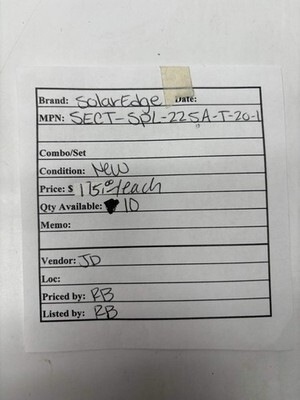 Brand: SolarEdge Date:
MPN: SECT-SPL-225A-T-20-1
Combo/Set
Condition: New
Price: $ 175.00/each
Qty Available: 10
Memo:
Vendor: JD
Loc:
Priced by: RB
Listed by: RB